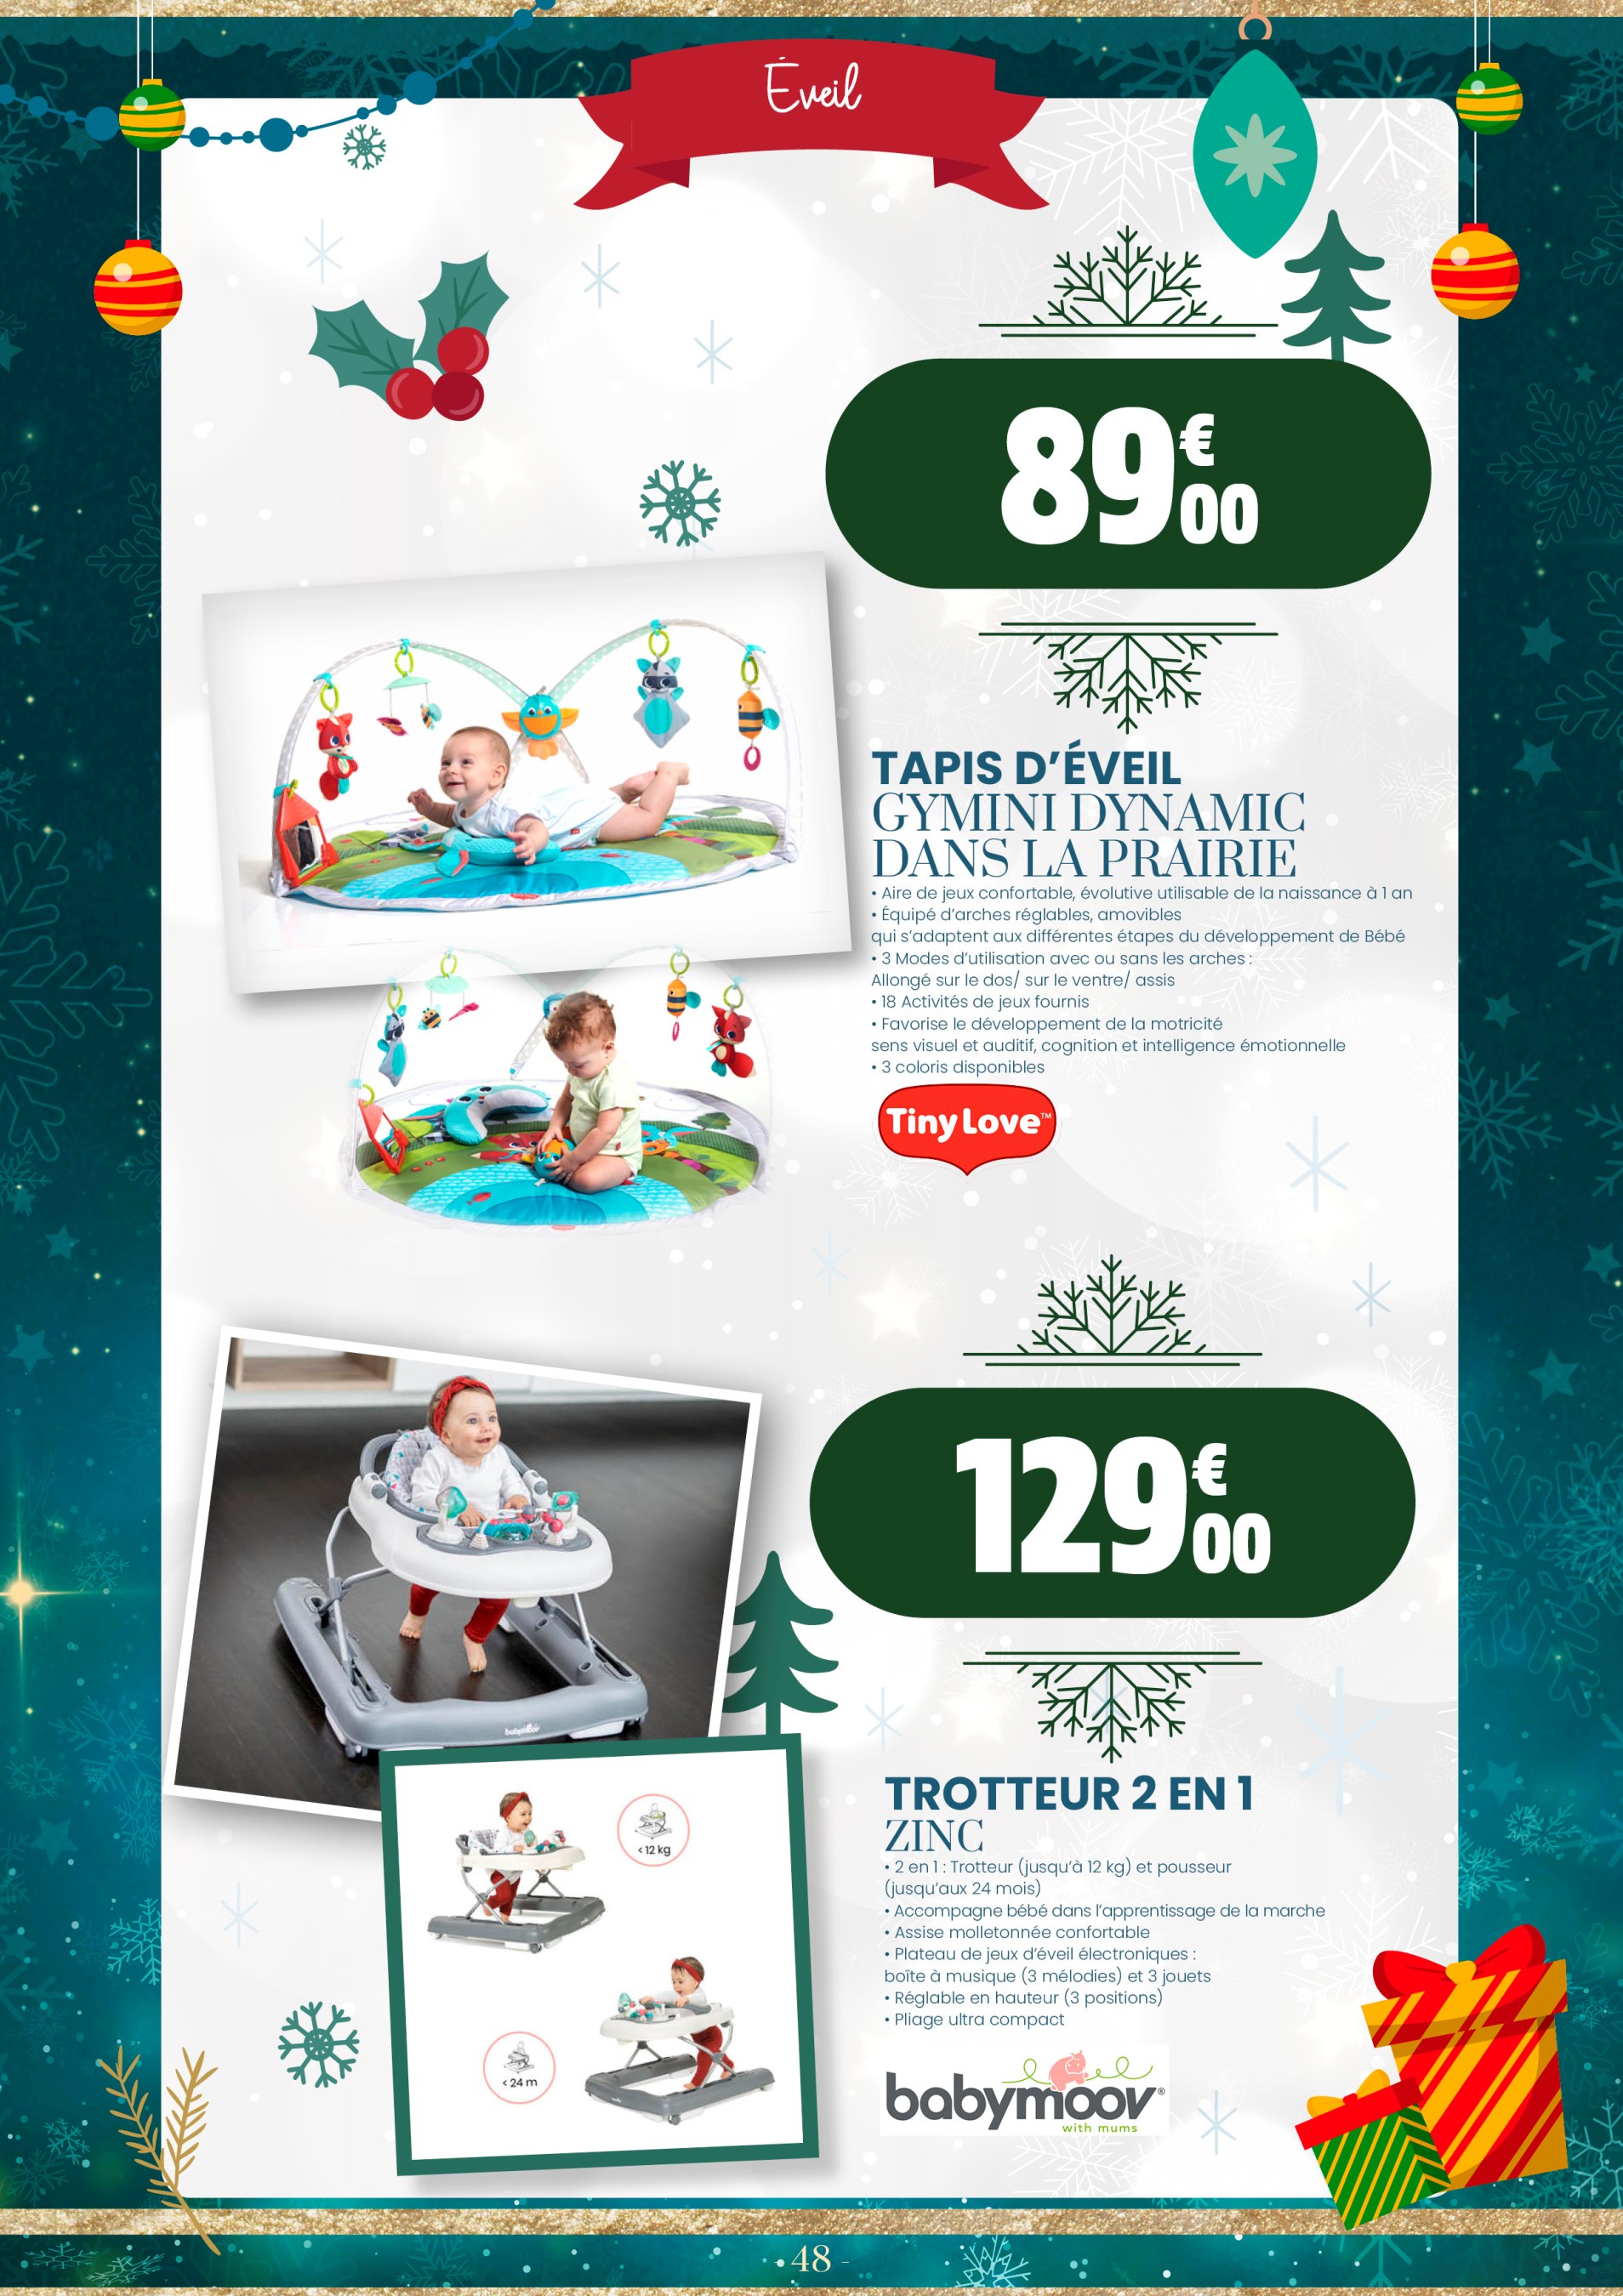 Éveil
89€00
TAPIS D'ÉVEIL
GYMINI DYNAMIC
DANS LA PRAIRIE
• Aire de jeux confortable, évolutive utilisable de la naissance à 1 an
• Équipé d'arches réglables, amovibles
qui s'adaptent aux différentes étapes du développement de Bébé
• 3 Modes d'utilisation avec ou sans les arches :
Allongé sur le dos/ sur le ventre/ assis
• 18 Activités de jeux fournis
• Favorise le développement de la motricité
sens visuel et auditif, cognition et intelligence émotionnelle
• 3 coloris disponibles
Tiny Love™
129€00
babymoov
TROTTEUR 2 EN 1
ZINC
• 2 en 1 : Trotteur (jusqu'à 12 kg) et pousseur
(jusqu'aux 24 mois)
• Accompagne bébé dans l'apprentissage de la marche
• Assise molletonnée confortable
• Plateau de jeux d'éveil électroniques :
boîte à musique (3 mélodies) et 3 jouets
• Réglable en hauteur (3 positions)
• Pliage ultra compact
< 12 kg
< 24 m
babymoov®
with mums
- 48 -